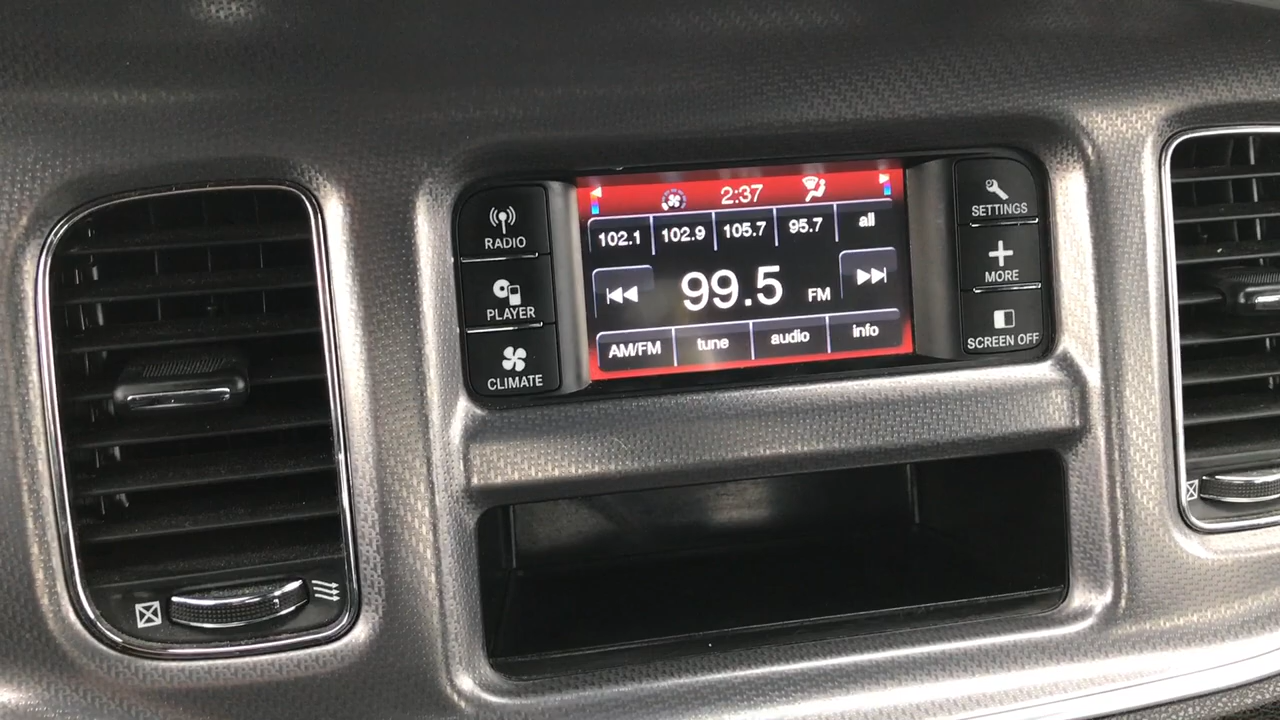 RADIO
PLAYER
CLIMATE
2:37
102.1 102.9 105.7 95.7 all
99.5 FM
AM/FM tune audio info
SETTINGS
MORE
SCREEN OFF